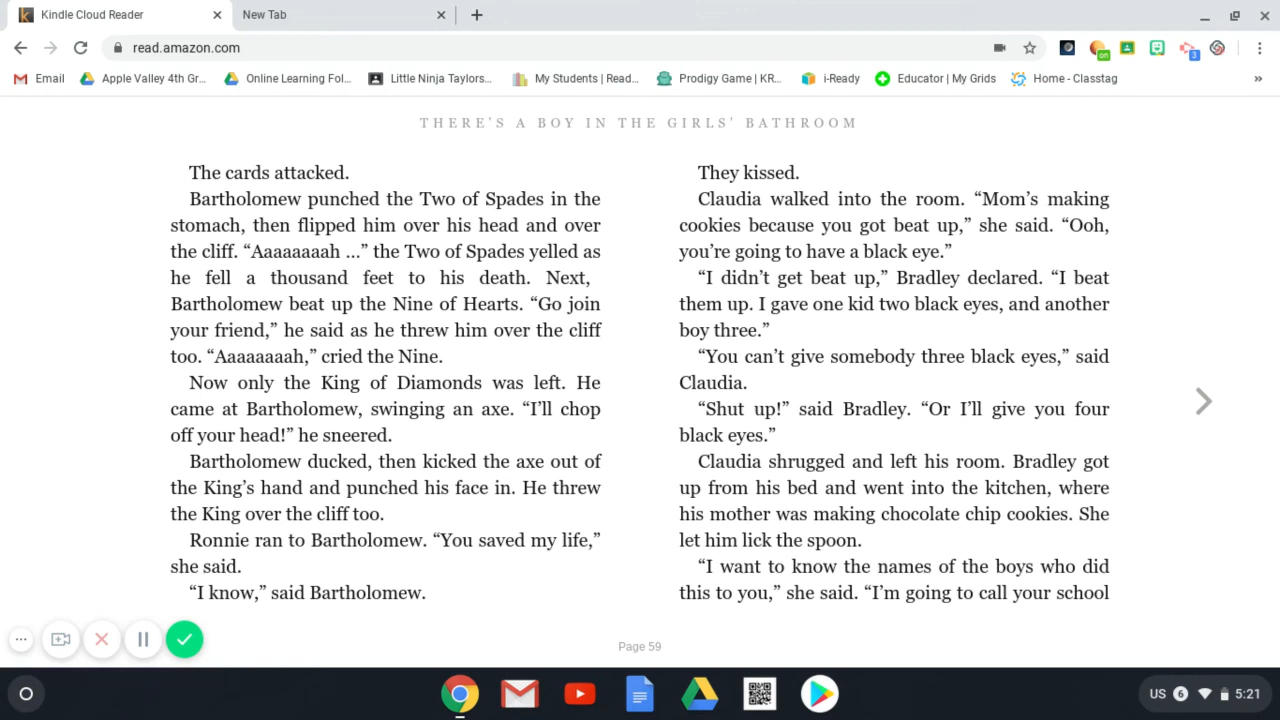 Kindle Cloud Reader
New Tab
read.amazon.com
on
3
Email
Apple Valley 4th Gr...
Online Learning Fol...
Little Ninja Taylors...
My Students | Read...
Prodigy Game | KR...
i-Ready
Educator | My Grids
Home - Classtag
»
THERE'S A BOY IN THE GIRLS' BATHROOM
The cards attacked.
Bartholomew punched the Two of Spades in the
stomach, then flipped him over his head and over
the cliff. “Aaaaaaaah ...” the Two of Spades yelled as
he fell a thousand feet to his death. Next,
Bartholomew beat up the Nine of Hearts. “Go join
your friend,” he said as he threw him over the cliff
too. “Aaaaaaaah,” cried the Nine.
Now only the King of Diamonds was left. He
came at Bartholomew, swinging an axe. “I’ll chop
off your head!” he sneered.
Bartholomew ducked, then kicked the axe out of
the King’s hand and punched his face in. He threw
the King over the cliff too.
Ronnie ran to Bartholomew. “You saved my life,”
she said.
“I know,” said Bartholomew.
They kissed.
Claudia walked into the room. “Mom’s making
cookies because you got beat up,” she said. “Ooh,
you’re going to have a black eye.”
“I didn’t get beat up,” Bradley declared. “I beat
them up. I gave one kid two black eyes, and another
boy three.”
“You can’t give somebody three black eyes,” said
Claudia.
“Shut up!” said Bradley. “Or I’ll give you four
black eyes.”
Claudia shrugged and left his room. Bradley got
up from his bed and went into the kitchen, where
his mother was making chocolate chip cookies. She
let him lick the spoon.
“I want to know the names of the boys who did
this to you,” she said. “I’m going to call your school
Page 59
US
6
5:21